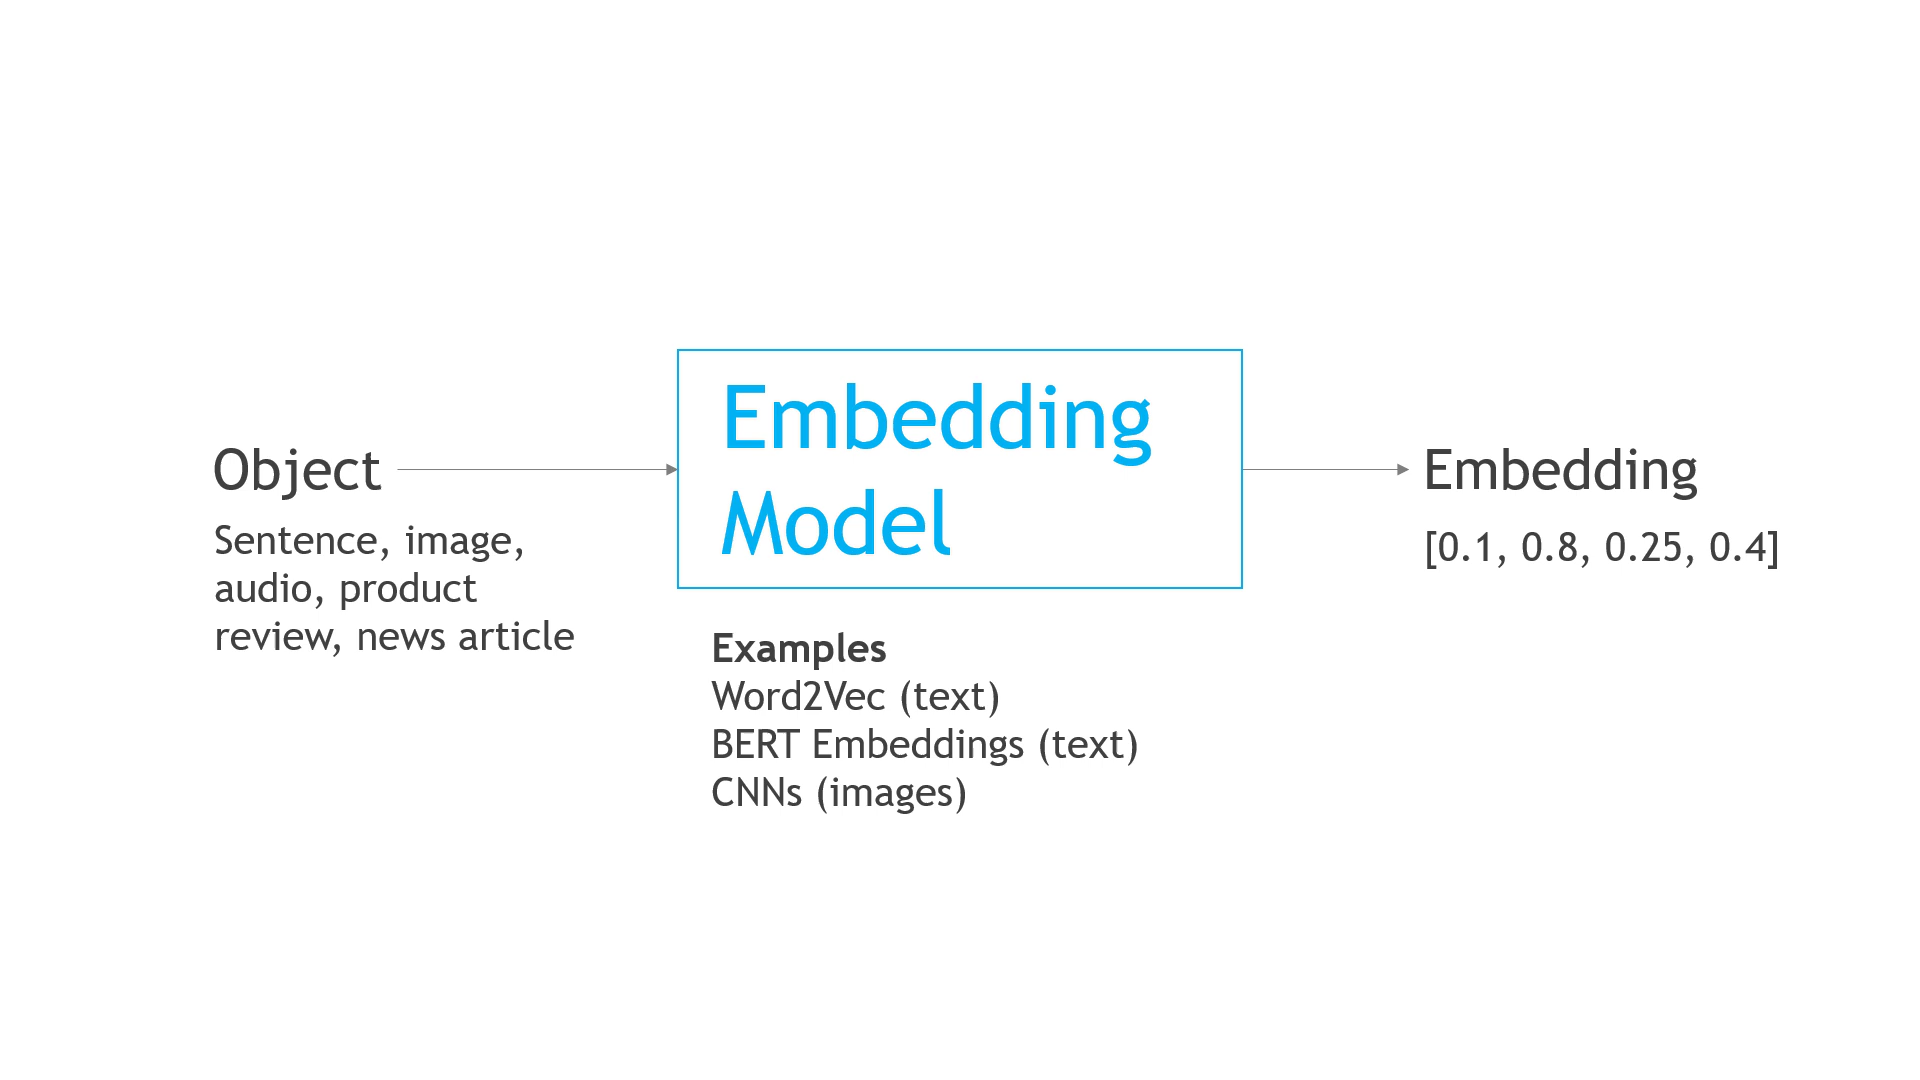 Object
Sentence, image,
audio, product
review, news article
Embedding
Model
Examples
Word2Vec (text)
BERT Embeddings (text)
CNNs (images)
Embedding
[0.1, 0.8, 0.25, 0.4]